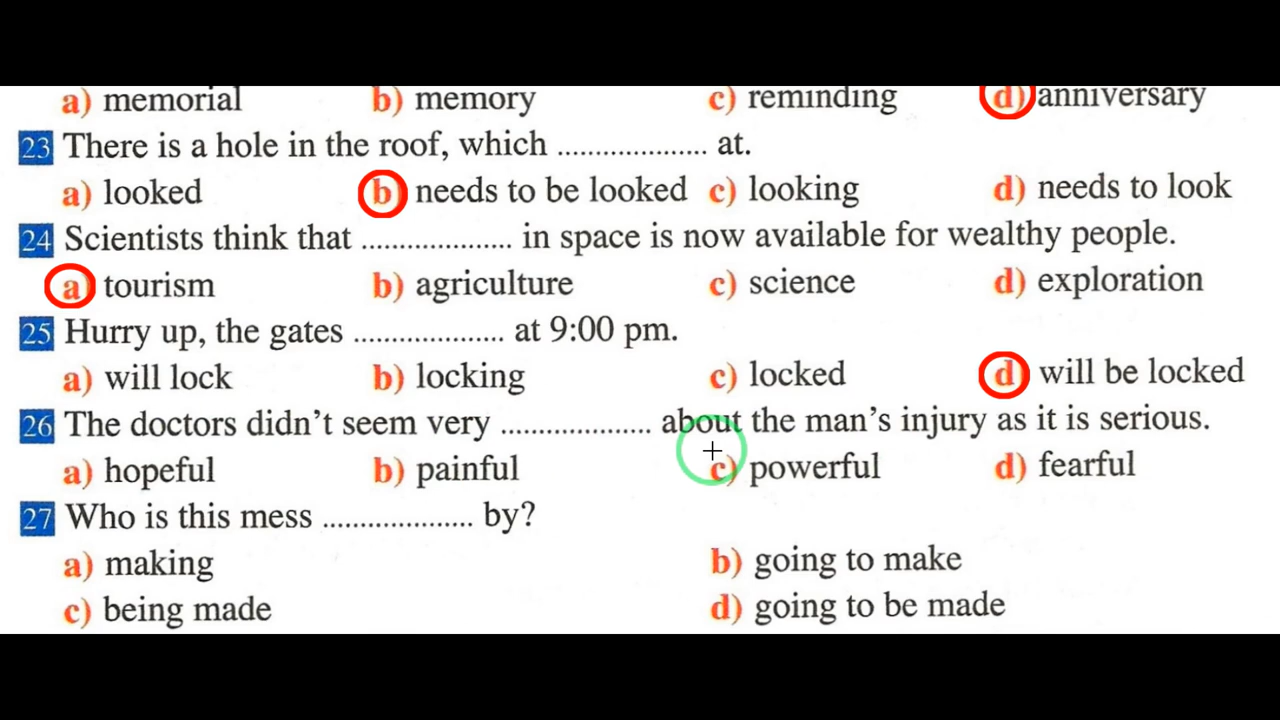 a) memorial b) memory c) reminding d) anniversary
23 There is a hole in the roof, which .................... at.
a) looked b) needs to be looked c) looking d) needs to look
24 Scientists think that .................... in space is now available for wealthy people.
a) tourism b) agriculture c) science d) exploration
25 Hurry up, the gates .................... at 9:00 pm.
a) will lock b) locking c) locked d) will be locked
26 The doctors didn't seem very .................... about the man's injury as it is serious.
a) hopeful b) painful c) powerful d) fearful
27 Who is this mess .................... by?
a) making b) going to make
c) being made d) going to be made